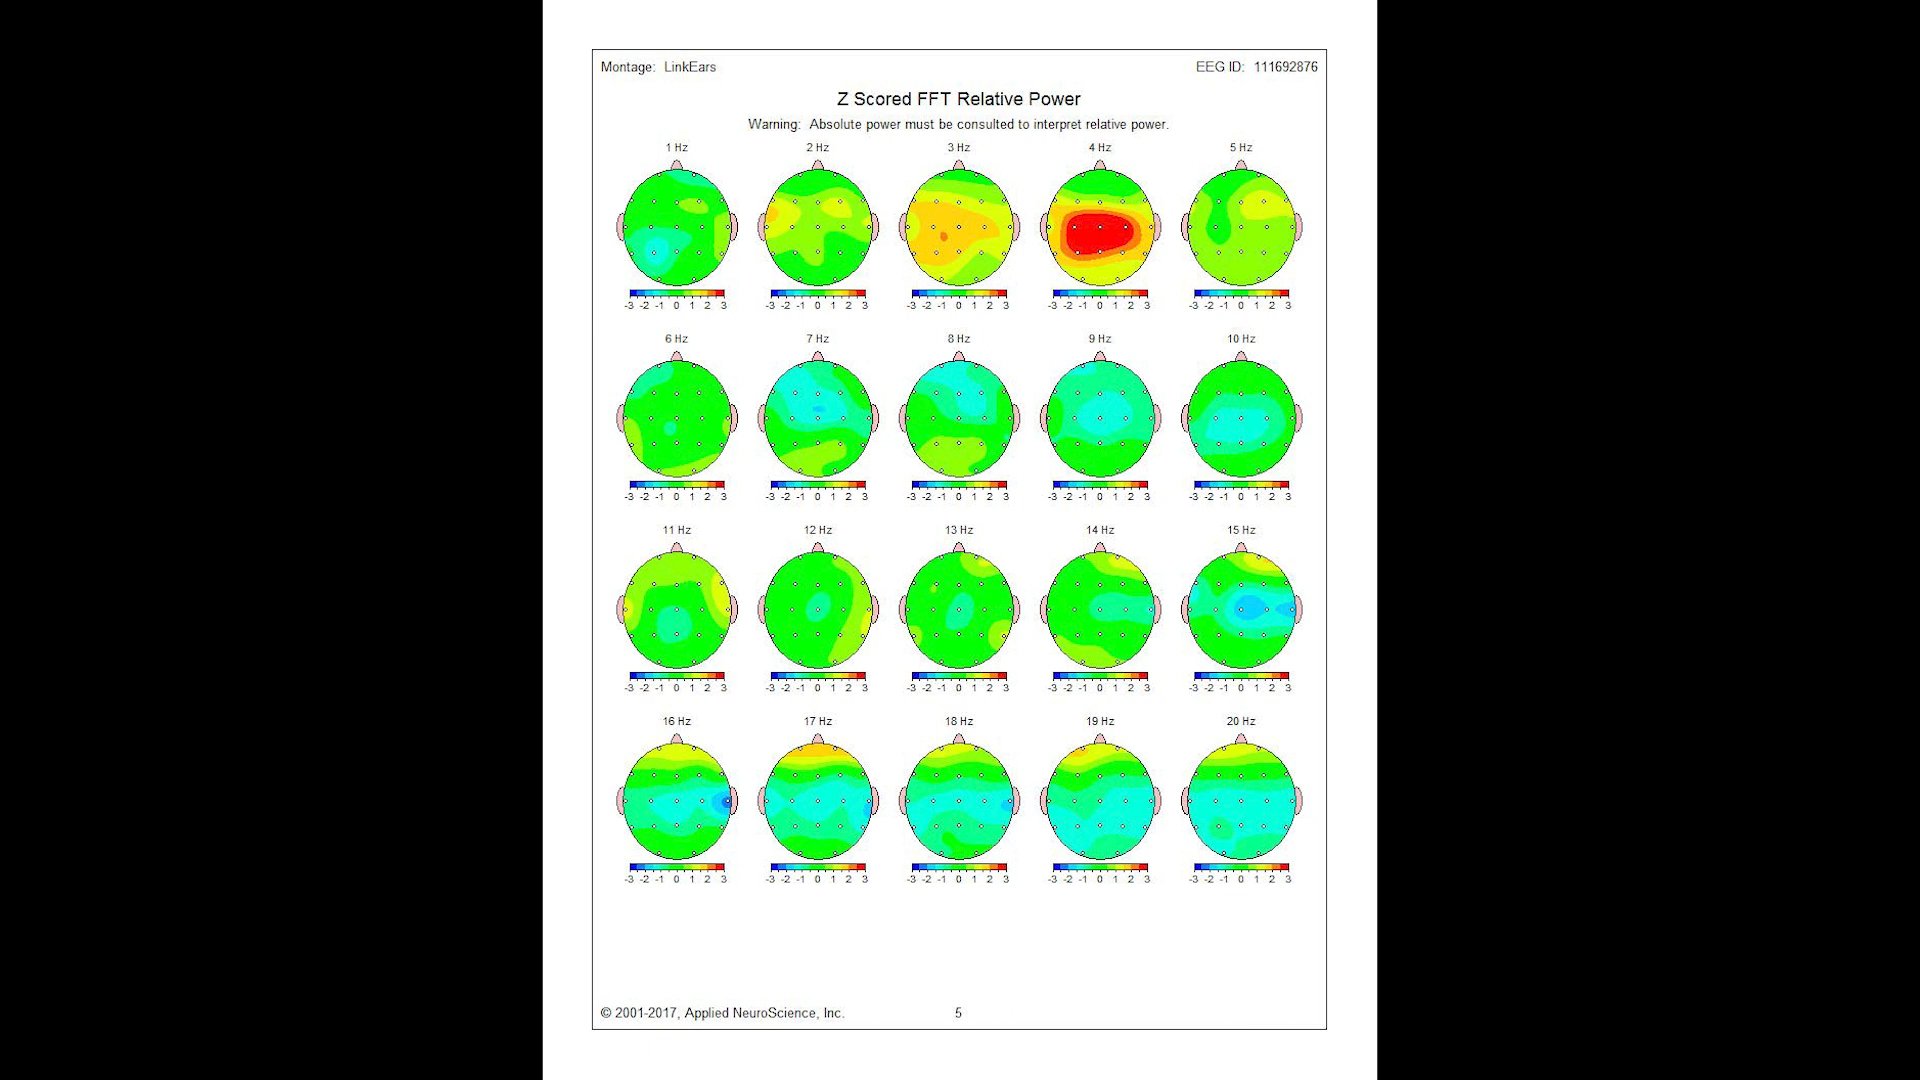 Montage: LinkEars EEG ID: 111692876
Z Scored FFT Relative Power
Warning: Absolute power must be consulted to interpret relative power.
1 Hz 2 Hz 3 Hz 4 Hz 5 Hz
-3 -2 -1 0 1 2 3 -3 -2 -1 0 1 2 3 -3 -2 -1 0 1 2 3 -3 -2 -1 0 1 2 3 -3 -2 -1 0 1 2 3
6 Hz 7 Hz 8 Hz 9 Hz 10 Hz
-3 -2 -1 0 1 2 3 -3 -2 -1 0 1 2 3 -3 -2 -1 0 1 2 3 -3 -2 -1 0 1 2 3 -3 -2 -1 0 1 2 3
11 Hz 12 Hz 13 Hz 14 Hz 15 Hz
-3 -2 -1 0 1 2 3 -3 -2 -1 0 1 2 3 -3 -2 -1 0 1 2 3 -3 -2 -1 0 1 2 3 -3 -2 -1 0 1 2 3
16 Hz 17 Hz 18 Hz 19 Hz 20 Hz
-3 -2 -1 0 1 2 3 -3 -2 -1 0 1 2 3 -3 -2 -1 0 1 2 3 -3 -2 -1 0 1 2 3 -3 -2 -1 0 1 2 3
© 2001-2017, Applied NeuroScience, Inc. 5